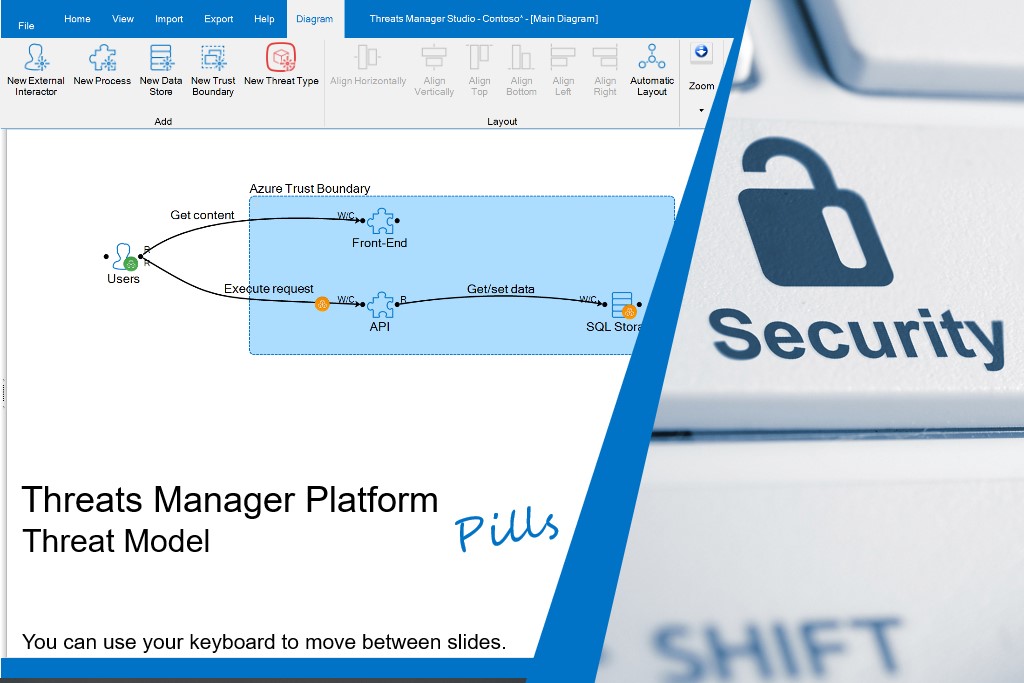 File
Home
View
Import
Export
Help
Diagram
Threats Manager Studio - Contoso* - [Main Diagram]
New External
Interactor
New Process
New Data
Store
New Trust
Boundary
New Threat Type
Align Horizontally
Align
Vertically
Align
Top
Align
Bottom
Align
Left
Align
Right
Automatic
Layout
Zoom
Add
Layout
Azure Trust Boundary
Get content
W/C
Front-End
R
R
Users
Execute request
W/C
API
R
Get/set data
W/C
SQL Stora
Security
Threats Manager Platform
Threat Model
Pills
You can use your keyboard to move between slides.
SHIFT